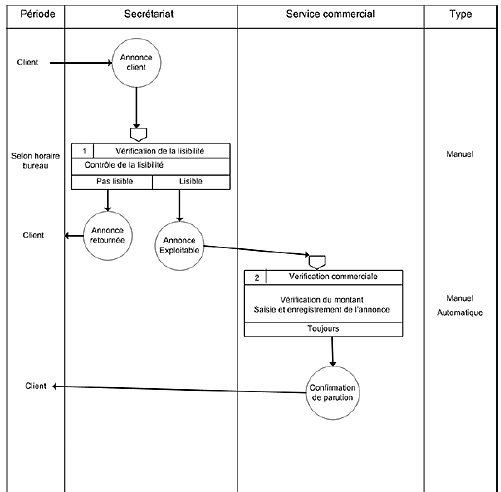 Période Secrétariat Service commercial Type
Client
Annonce
client
1 Vérification de la lisibilité
Contrôle de la lisibilité
Pas lisible Lisible
Selon horaire
bureau
Manuel
Client
Annonce
retournée
Annonce
Exploitable
2 Verification commerciale
Vérification du montant
Saisie et enregistrement de l'annonce
Toujours
Manuel
Automatique
Client
Confirmation
de parution